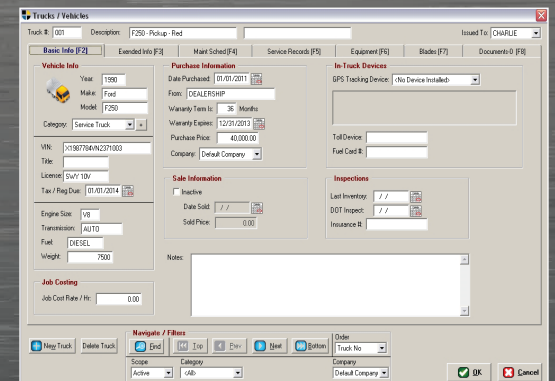 Trucks / Vehicles
Truck #: 001 Description: F250 - Pickup - Red Issued To: CHARLIE
Basic Info [F2] Exended Info [F3] Maint Sched [F4] Service Records [F5] Equipment [F6] Blades [F7] Documents-0 [F8]
Vehicle Info
Year: 1990
Make: Ford
Model: F250
Category: Service Truck +
VIN: X1987784VN2371003
Title:
License: SWY 10V
Tax / Reg Due: 01/01/2014
Engine Size: V8
Transmission: AUTO
Fuel: DIESEL
Weight: 7500
Job Costing
Job Cost Rate / Hr: 0.00
Purchase Information
Date Purchased: 01/01/2011
From: DEALERSHIP
Warranty Term Is: 36 Months
Warranty Expires: 12/31/2013
Purchase Price: 40,000.00
Company: Default Company
Sale Information
Inactive
Date Sold: / /
Sold Price: 0.00
In-Truck Devices
GPS Tracking Device: <No Device Installed>
Toll Device:
Fuel Card #:
Inspections
Last Inventory: / /
DOT Inspect: / /
Insurance #:
Notes:
New Truck Delete Truck
Navigate / Filters
Find Top Prev Next Bottom
Order
Truck No
Scope Category Company
Active <All> Default Company
OK Cancel